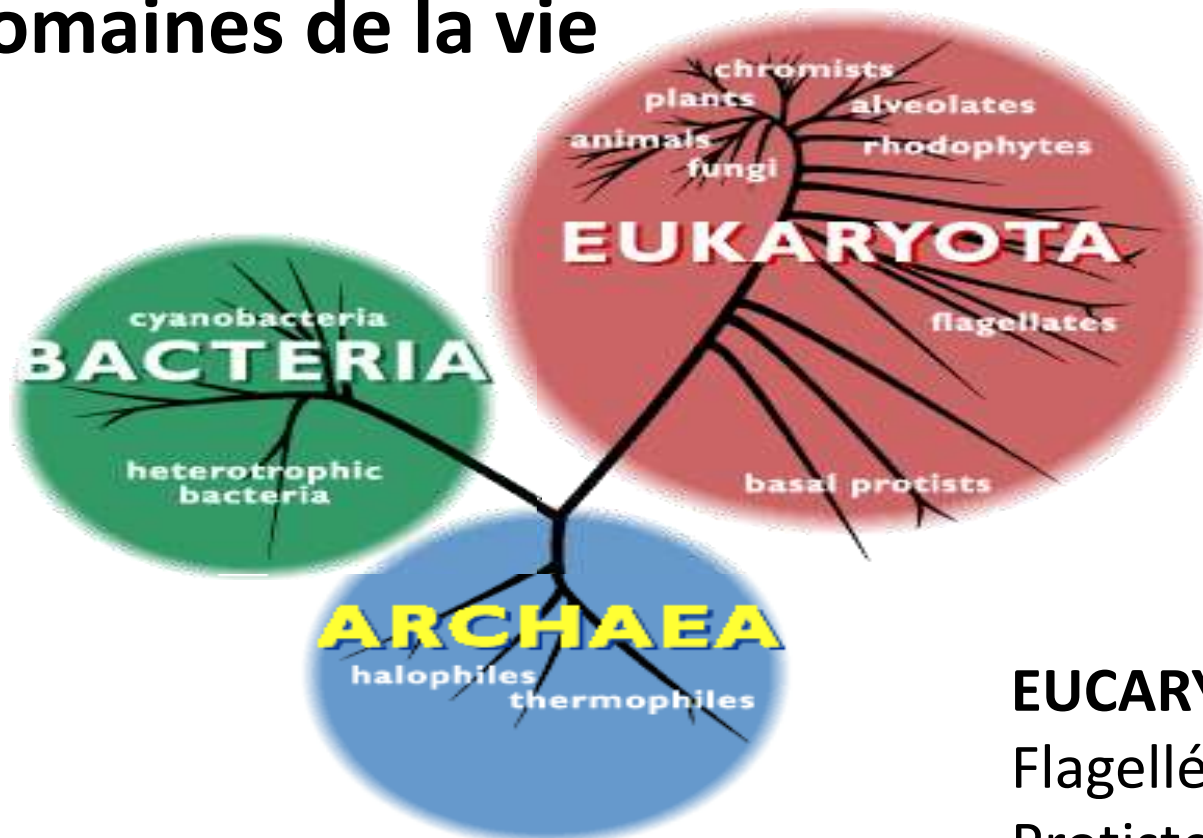 omaines de la vie
chromists
plants
alveolates
animals
rhodophytes
fungi
EUKARYOTA
cyanobacteria
BACTERIA
flagellates
heterotrophic
bacteria
basal protists
ARCHAEA
halophiles
thermophiles
EUCARY
Flagellé